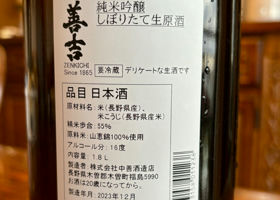 善吉
ZENKICHI
Since 1865
純米吟醸
しぼりたて生原酒
要冷蔵 デリケートな生酒です
品目 日本酒
原材料名：米(長野県産)、
米こうじ(長野県産米)
精米歩合：55%
原料米：山恵錦100%使用
アルコール分：16度
内容量：1.8 L
製造者：株式会社中善酒造店
長野県木曽郡木曽町福島5990
お酒は20歳になってから。
製造年月 2023年12月